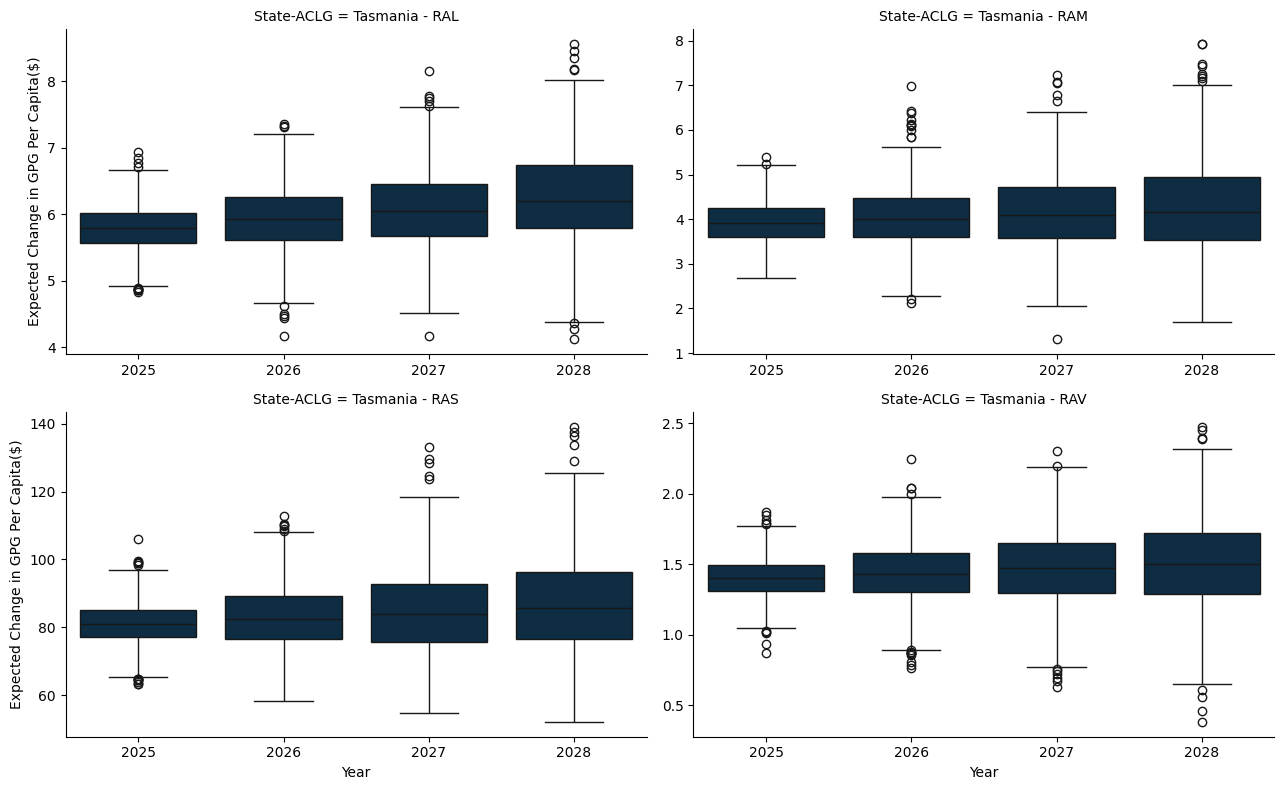 State-ACLG = Tasmania - RAL
Expected Change in GPG Per Capita($)
8
7
6
5
4
2025 2026 2027 2028
State-ACLG = Tasmania - RAM
8
7
6
5
4
3
2
1
2025 2026 2027 2028
State-ACLG = Tasmania - RAS
Expected Change in GPG Per Capita($)
140
120
100
80
60
2025 2026 2027 2028
Year
State-ACLG = Tasmania - RAV
2.5
2.0
1.5
1.0
0.5
2025 2026 2027 2028
Year